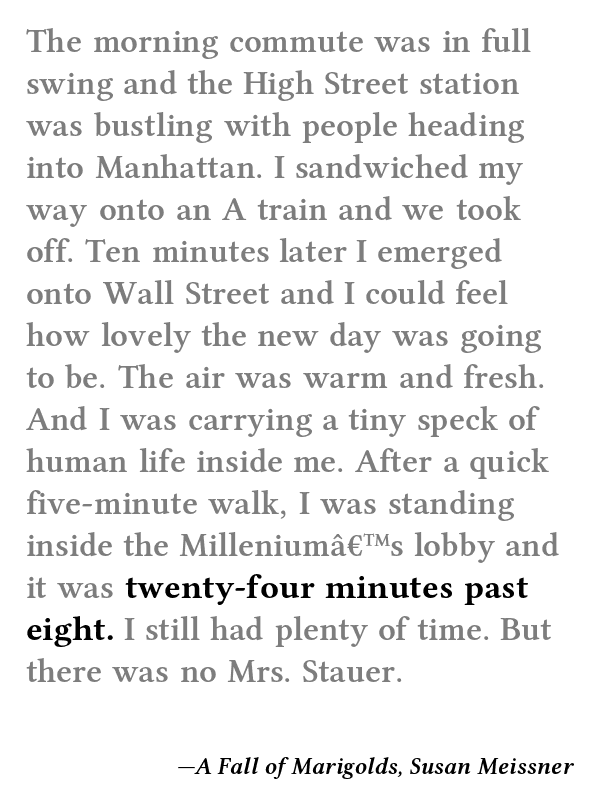 The morning commute was in full
swing and the High Street station
was bustling with people heading
into Manhattan. I sandwiched my
way onto an A train and we took
off. Ten minutes later I emerged
onto Wall Street and I could feel
how lovely the new day was going
to be. The air was warm and fresh.
And I was carrying a tiny speck of
human life inside me. After a quick
five-minute walk, I was standing
inside the Milleniumâ€™s lobby and
it was twenty-four minutes past
eight. I still had plenty of time. But
there was no Mrs. Stauer.
—A Fall of Marigolds, Susan Meissner